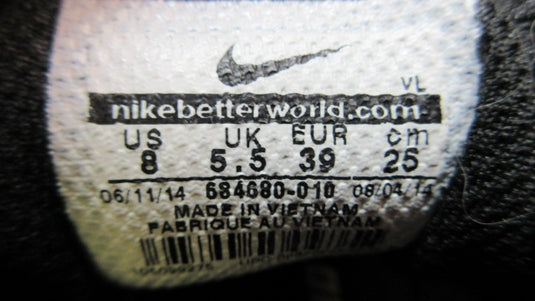 VL
nikebetterworld.com
US UK EUR cm
8 5.5 39 25
06/11/14 684680-010 08/04/14
MADE IN VIETNAM
FABRIQUE AU VIETNAM